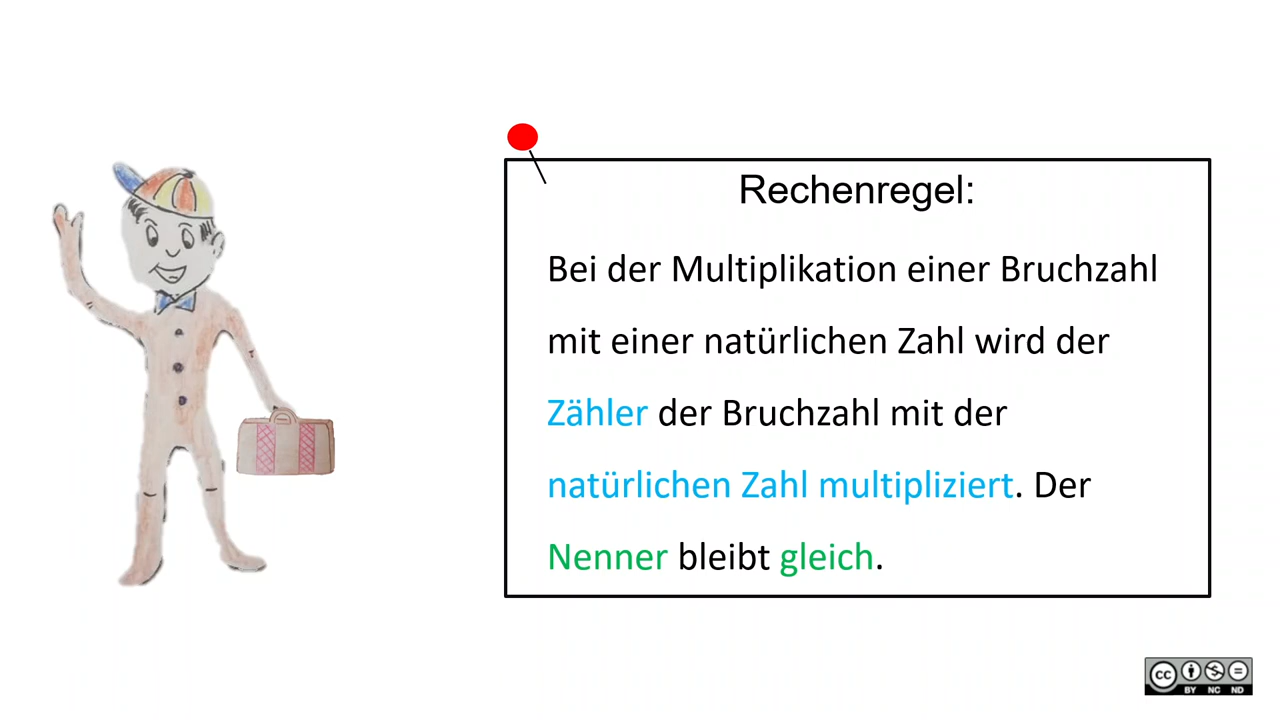 Rechenregel:
Bei der Multiplikation einer Bruchzahl
mit einer natürlichen Zahl wird der
Zähler der Bruchzahl mit der
natürlichen Zahl multipliziert. Der
Nenner bleibt gleich.
cc
BY NC ND